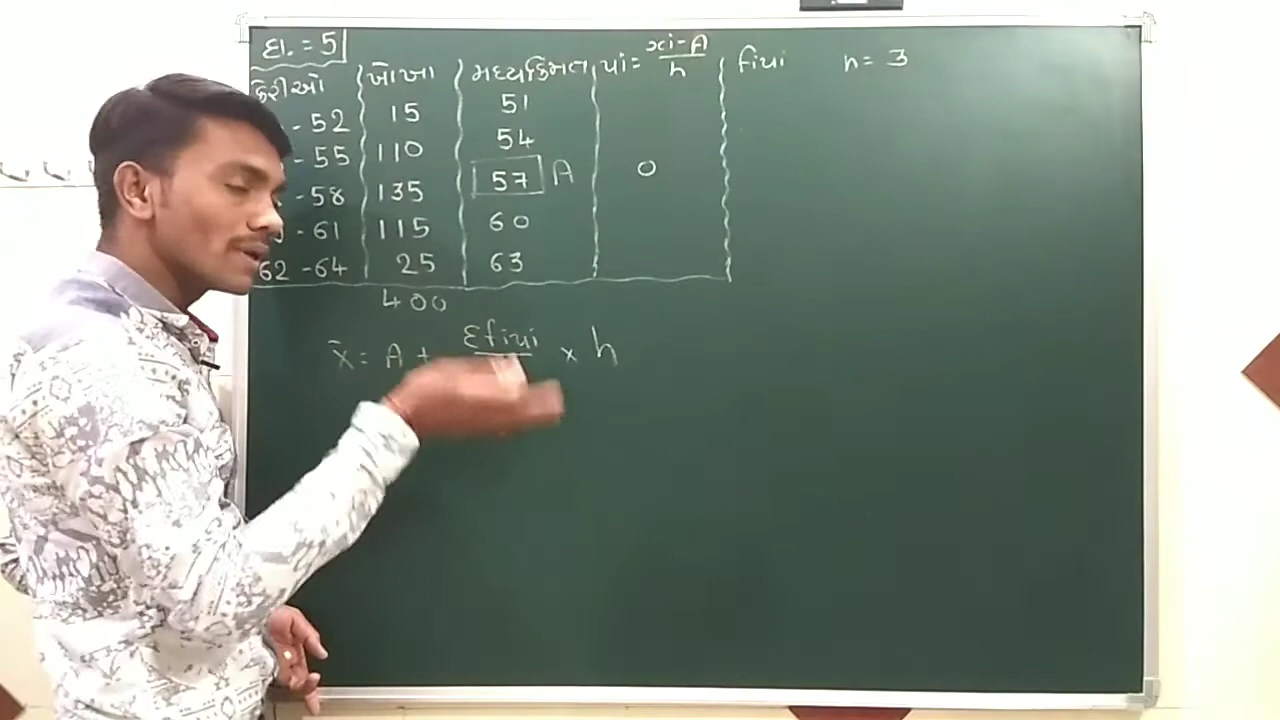 દા. = 5
કેરીઓ ખોખા મધ્યકિંમત yi = xi-A/h fiyi h = 3
- 52 15 51
- 55 110 54
- 58 135 57 A 0
- 61 115 60
62 - 64 25 63
400
x̄ = A + Σfiyi × h